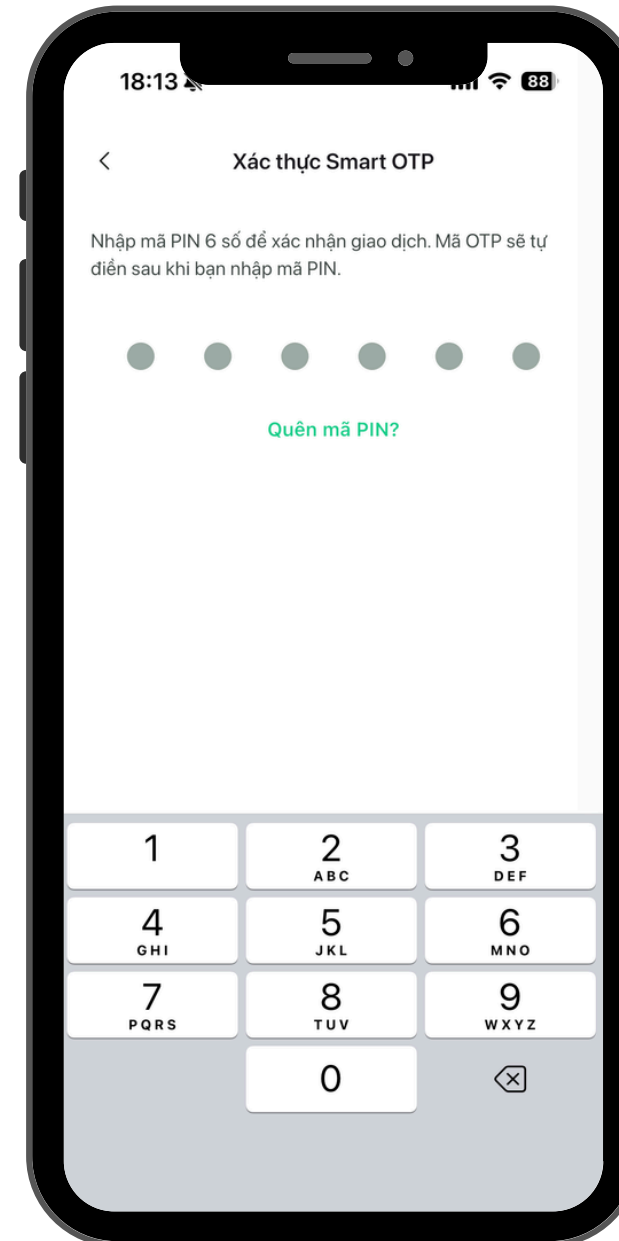 18:13
88
Xác thực Smart OTP
Nhập mã PIN 6 số để xác nhận giao dịch. Mã OTP sẽ tự
điền sau khi bạn nhập mã PIN.
Quên mã PIN?
1 2 3
ABC DEF
4 5 6
GHI JKL MNO
7 8 9
PQRS TUV WXYZ
0